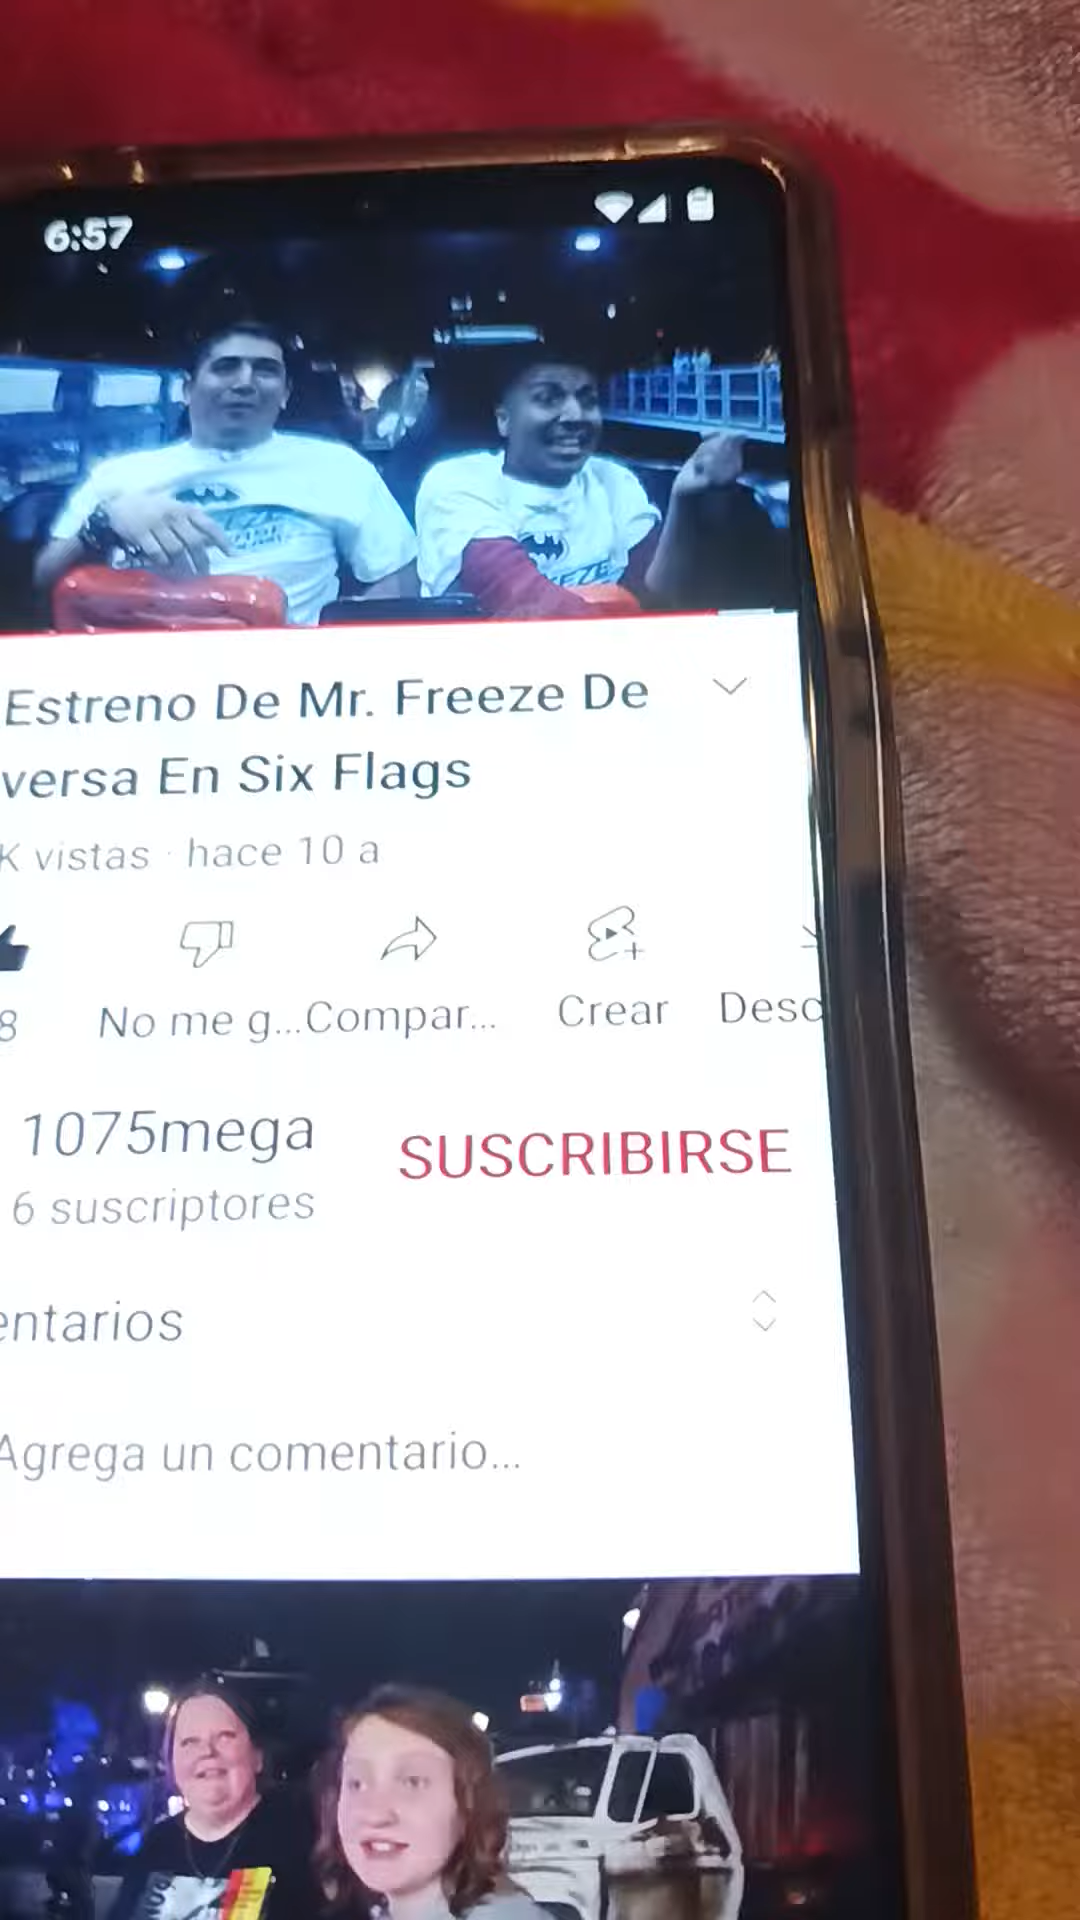 6:57
EEZE
Estreno De Mr. Freeze De
versa En Six Flags
K vistas · hace 10 a
8
No me g...
Compar...
Crear
Desc
1075mega
6 suscriptores
SUSCRIBIRSE
entarios
Agrega un comentario...